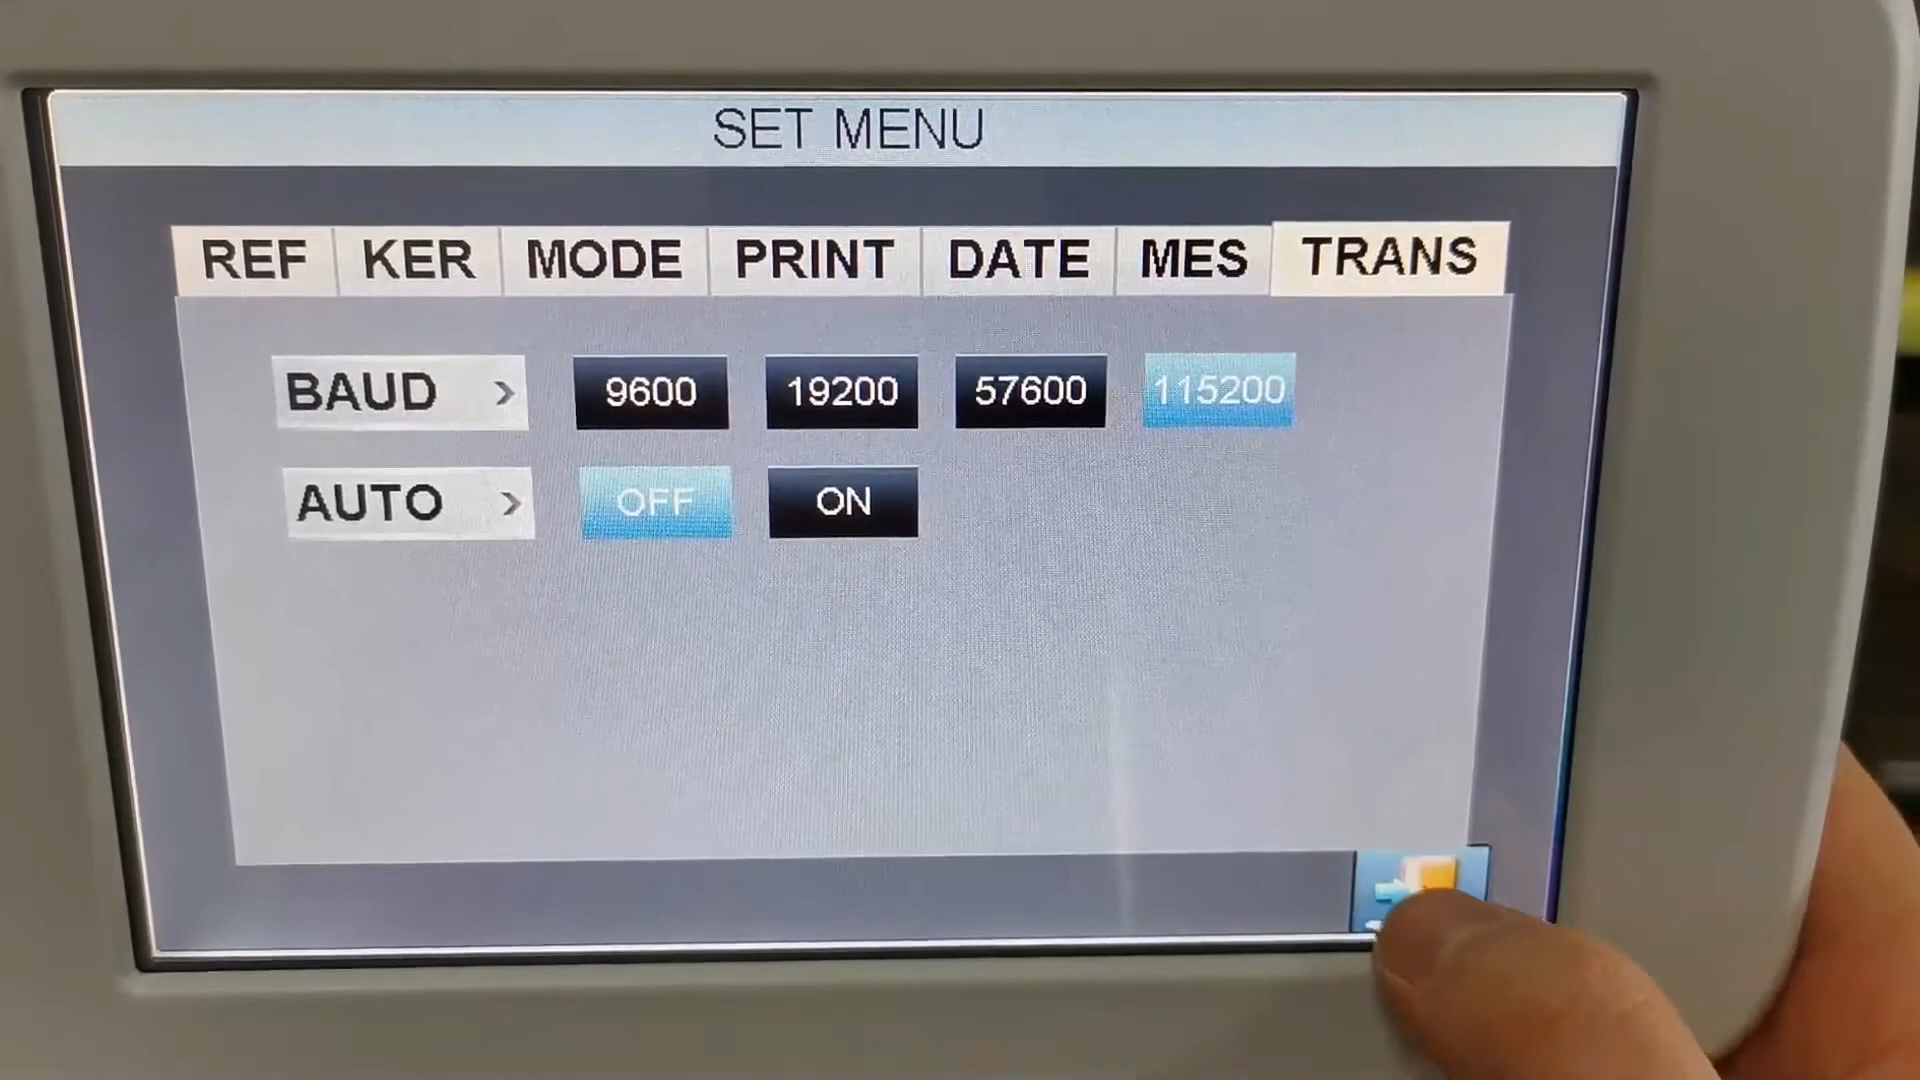 SET MENU
REF KER MODE PRINT DATE MES TRANS
BAUD > 9600 19200 57600 115200
AUTO > OFF ON